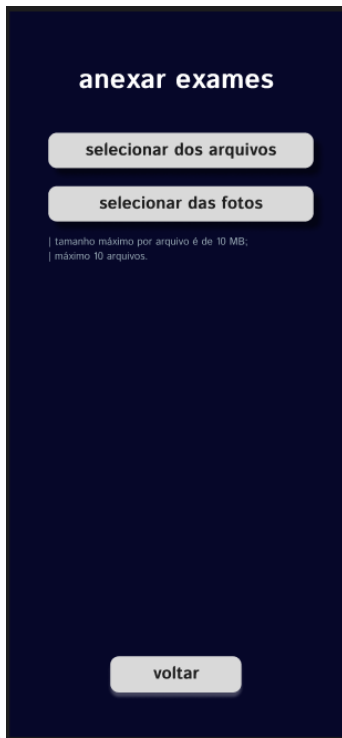 anexar exames
selecionar dos arquivos
selecionar das fotos
| tamanho máximo por arquivo é de 10 MB;
| máximo 10 arquivos.
voltar